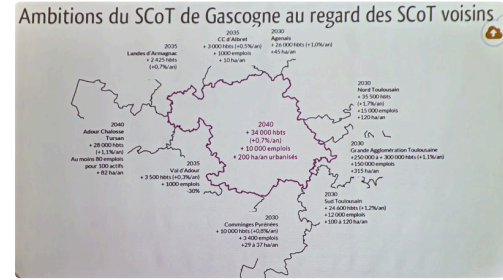 Ambitions du SCoT de Gascogne au regard des SCoT voisins
2035
Landes d'Armagnac
+ 2 425 hbts
(+0,7%/an)
2035
CC d'Albret
+ 3 000 hbts (+0,5%/an)
+ 1000 emplois
+ 10 ha/an
2030
Agenais
+ 26 000 hbts (+1,0%/an)
+45 ha/an
2030
Nord Toulousain
+ 35 500 hbts
(+1,7%/an)
+15 000 emplois
+120 ha/an
2040
Adour Chalosse
Tursan
+ 28 000 hbts
(+1,1%/an)
Au moins 80 emplois
pour 100 actifs
+ 82 ha/an
2040
+ 34 000 hbts
(+0,7%/an)
+ 10 000 emplois
+ 200 ha/an urbanisés
2030
Grande Agglomération Toulousaine
+250 000 à + 300 000 hbts (+1,1%/an)
+150 000 emplois
+315 ha/an
2035
Val d'Adour
+ 3 500 hbts (+0,3%/an)
+ 1000 emplois
-30%
2030
Sud Toulousain
+ 24 600 hbts (+1,2%/an)
+12 000 emplois
+100 à 120 ha/an
2030
Comminges Pyrénées
+ 10 000 hbts (+0,6%/an)
+ 3 400 emplois
+29 à 37 ha/an